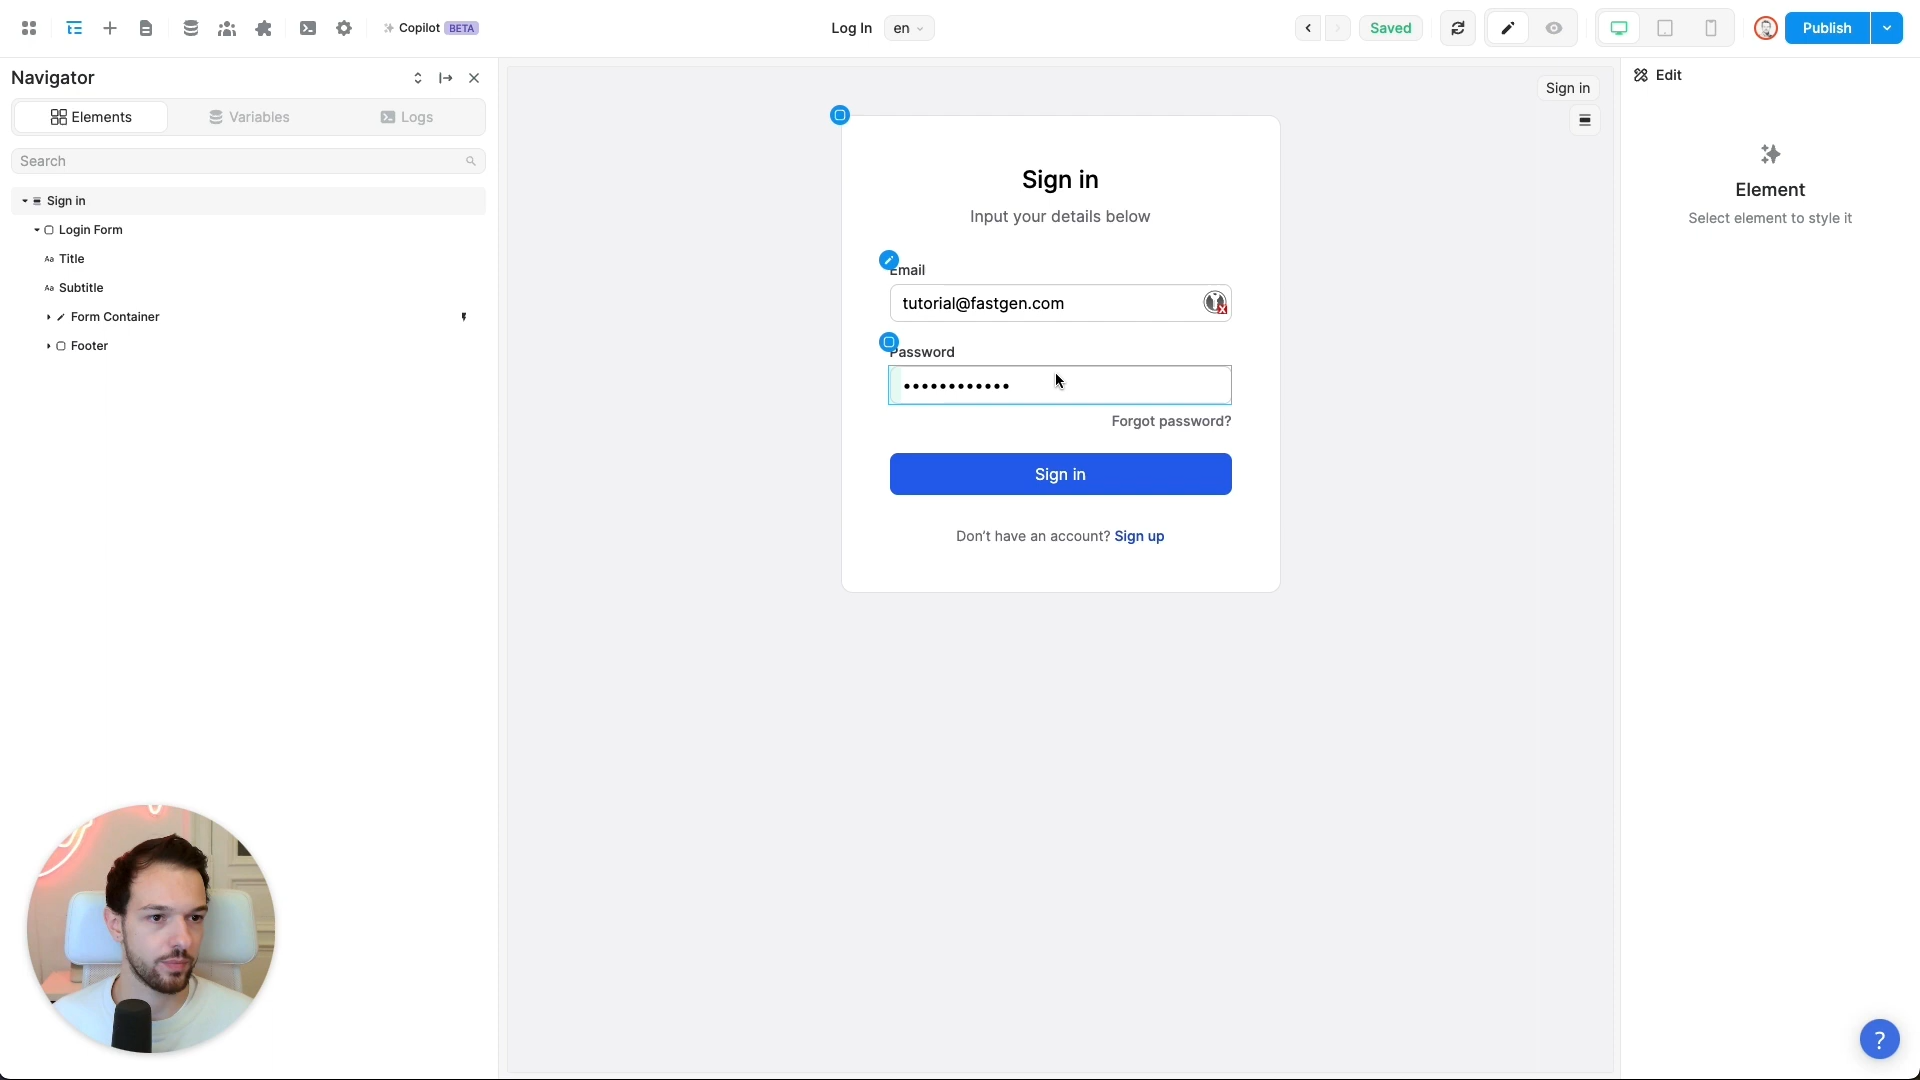 Copilot BETA
Log In en
Saved
Publish
Navigator
Elements
Variables
Logs
Search
Sign in
Login Form
Aa Title
Aa Subtitle
Form Container
Footer
Sign in
Sign in
Input your details below
Email
tutorial@fastgen.com
Password
••••••••••••
Forgot password?
Sign in
Don't have an account? Sign up
Edit
Element
Select element to style it
?